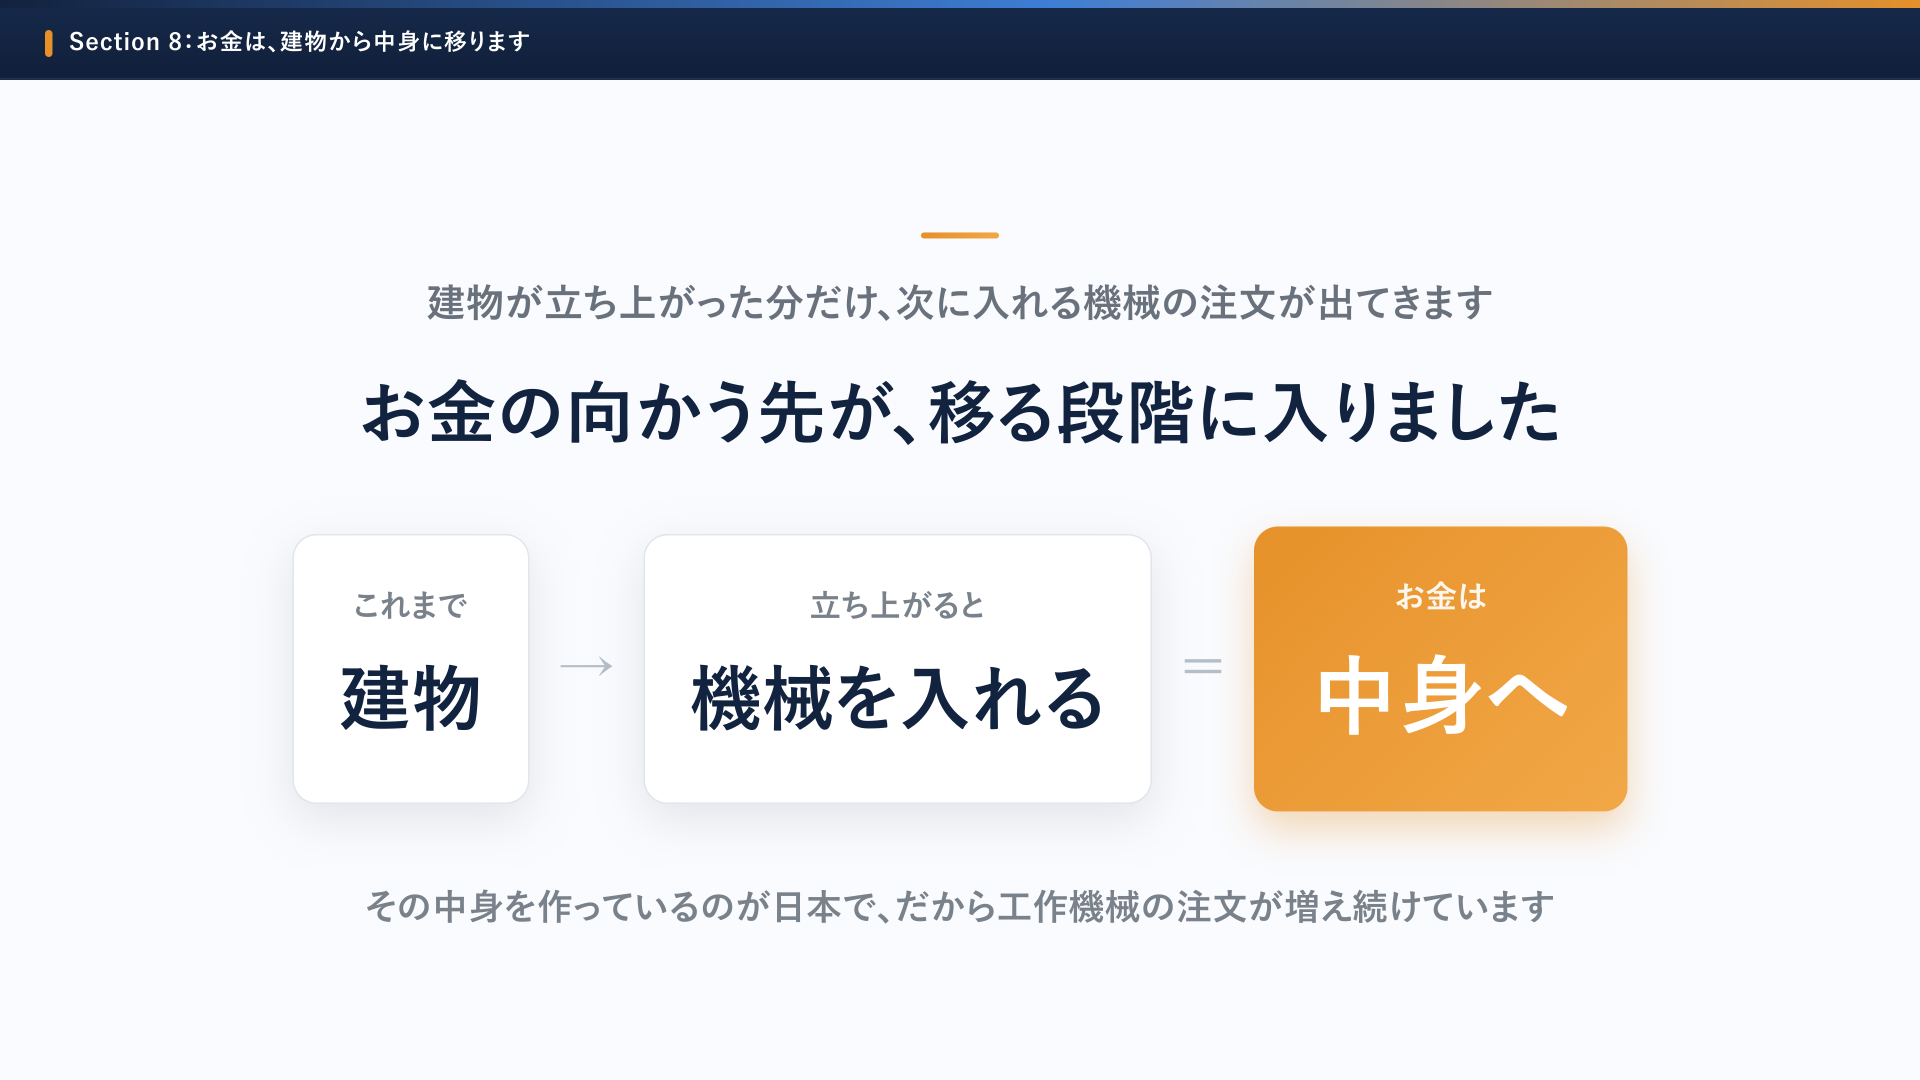 Section 8：お金は、建物から中身に移ります
建物が立ち上がった分だけ、次に入れる機械の注文が出てきます
お金の向かう先が、移る段階に入りました
これまで
建物
→
立ち上がると
機械を入れる
＝
お金は
中身へ
その中身を作っているのが日本で、だから工作機械の注文が増え続けています